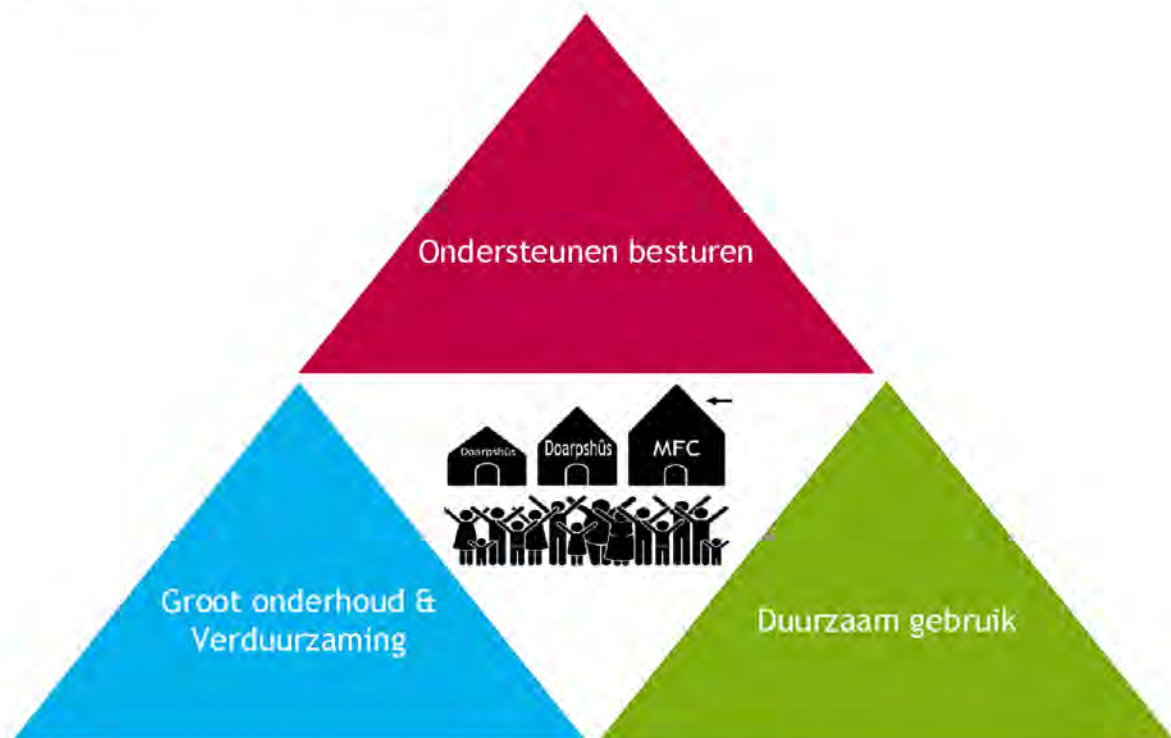 Ondersteunen besturen
Doarpshûs
Doarpshûs
MFC
Groot onderhoud &
Verduurzaming
Duurzaam gebruik